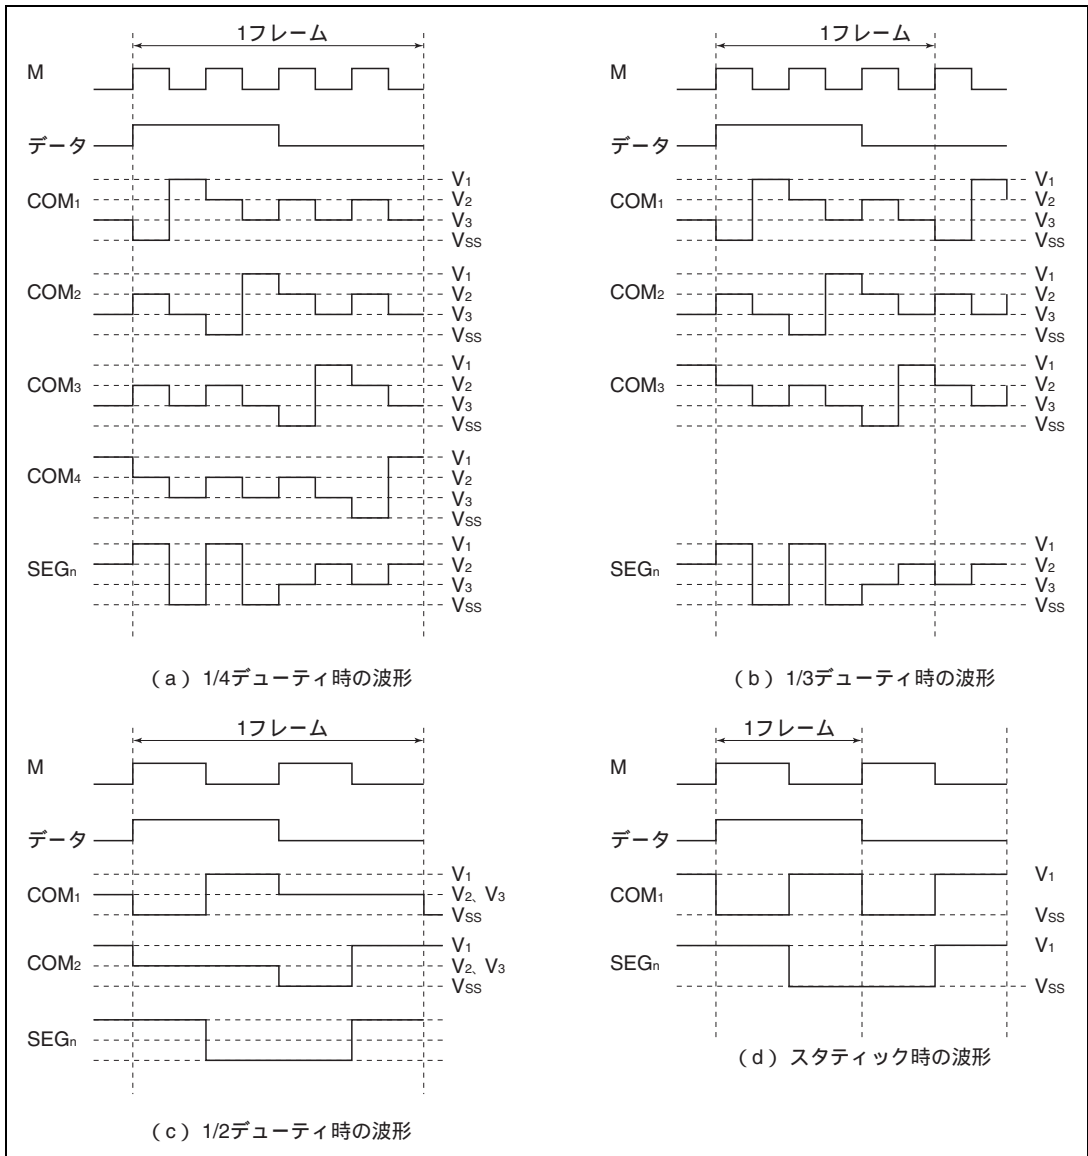 1フレーム
M
データ
COM1
V1
V2
V3
VSS
COM2
V1
V2
V3
VSS
COM3
V1
V2
V3
VSS
COM4
V1
V2
V3
VSS
SEGn
V1
V2
V3
VSS
(a) 1/4デューティ時の波形
1フレーム
M
データ
COM1
V1
V2
V3
VSS
COM2
V1
V2
V3
VSS
COM3
V1
V2
V3
VSS
SEGn
V1
V2
V3
VSS
(b) 1/3デューティ時の波形
1フレーム
M
データ
COM1
V1
V2、V3
VSS
COM2
V1
V2、V3
VSS
SEGn
(c) 1/2デューティ時の波形
1フレーム
M
データ
COM1
V1
VSS
SEGn
V1
VSS
(d) スタティック時の波形